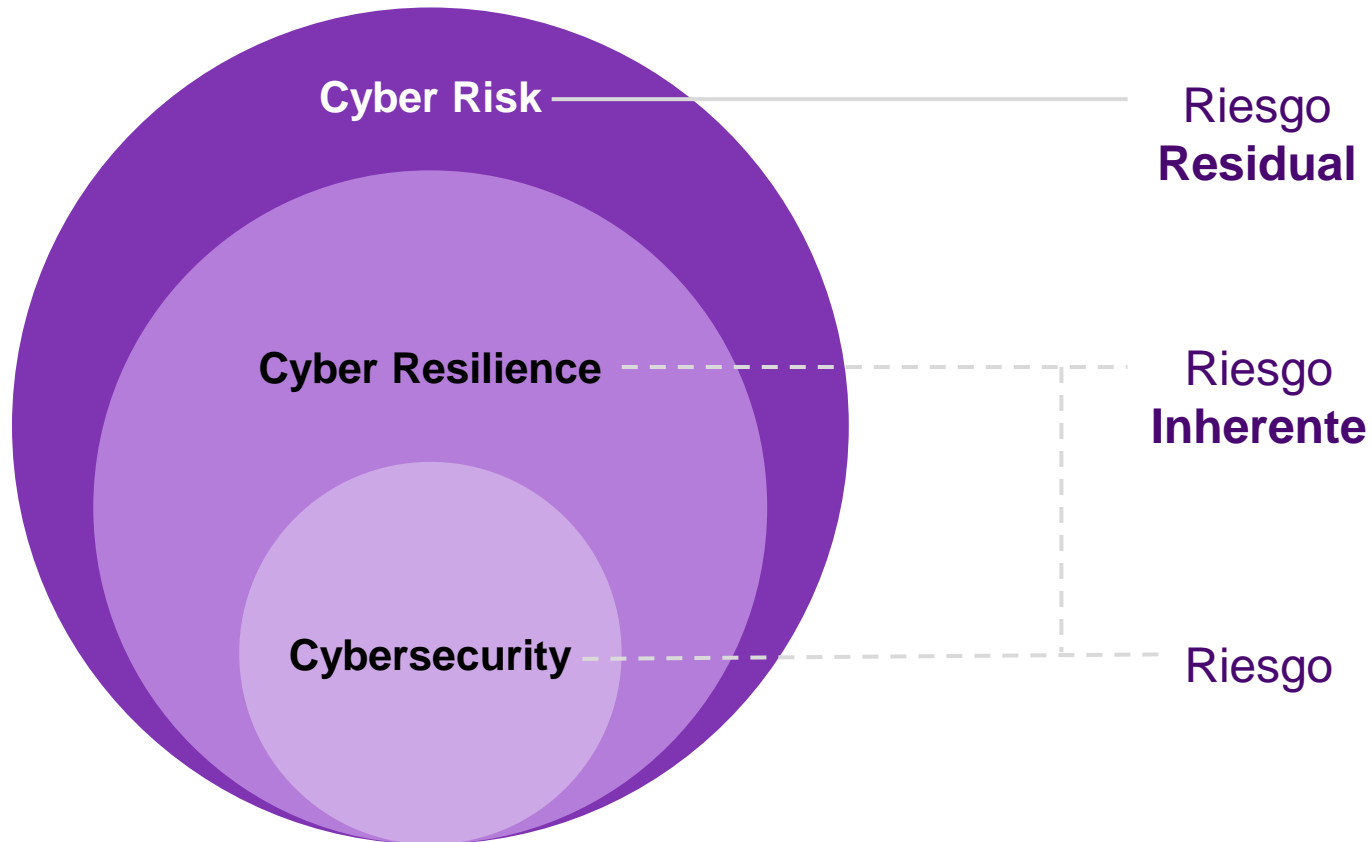 Cyber Risk
Riesgo
Residual
Cyber Resilience
Riesgo
Inherente
Cybersecurity
Riesgo